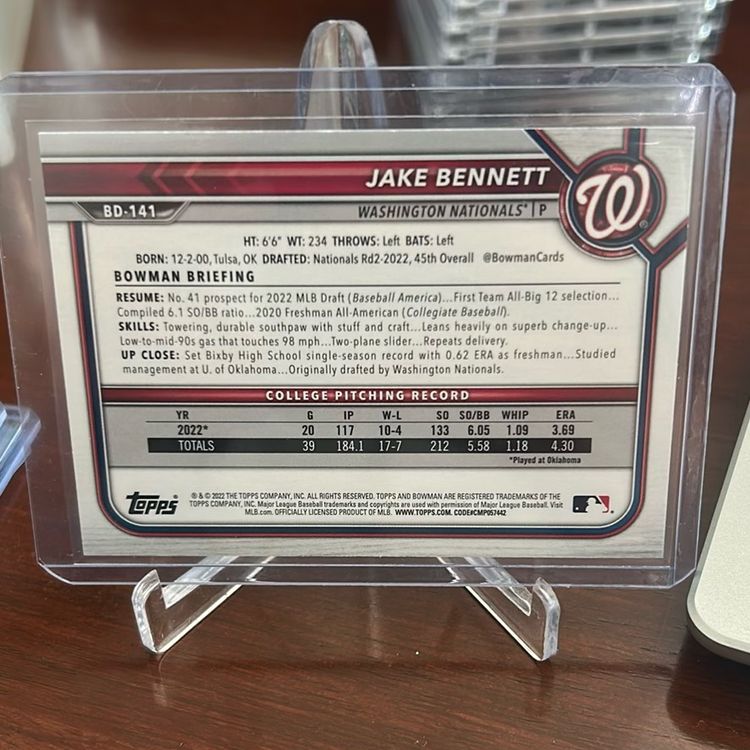 JAKE BENNETT
BD-141
WASHINGTON NATIONALS® | P
W
HT: 6'6" WT: 234 THROWS: Left BATS: Left
BORN: 12-2-00, Tulsa, OK DRAFTED: Nationals Rd2-2022, 45th Overall @BowmanCards
BOWMAN BRIEFING
RESUME: No. 41 prospect for 2022 MLB Draft (Baseball America)...First Team All-Big 12 selection...
Compiled 6.1 SO/BB ratio...2020 Freshman All-American (Collegiate Baseball).
SKILLS: Towering, durable southpaw with stuff and craft...Leans heavily on superb change-up...
Low-to-mid-90s gas that touches 98 mph...Two-plane slider...Repeats delivery.
UP CLOSE: Set Bixby High School single-season record with 0.62 ERA as freshman...Studied
management at U. of Oklahoma...Originally drafted by Washington Nationals.
COLLEGE PITCHING RECORD
YR G IP W-L SO SO/BB WHIP ERA
2022* 20 117 10-4 133 6.05 1.09 3.69
TOTALS 39 184.1 17-7 212 5.58 1.18 4.30
*Played at Oklahoma
Topps
® & © 2022 THE TOPPS COMPANY, INC. ALL RIGHTS RESERVED. TOPPS AND BOWMAN ARE REGISTERED TRADEMARKS OF THE
TOPPS COMPANY, INC. Major League Baseball trademarks and copyrights are used with permission of Major League Baseball. Visit
MLB.com. OFFICIALLY LICENSED PRODUCT OF MLB. WWW.TOPPS.COM. CODE#CMP057442